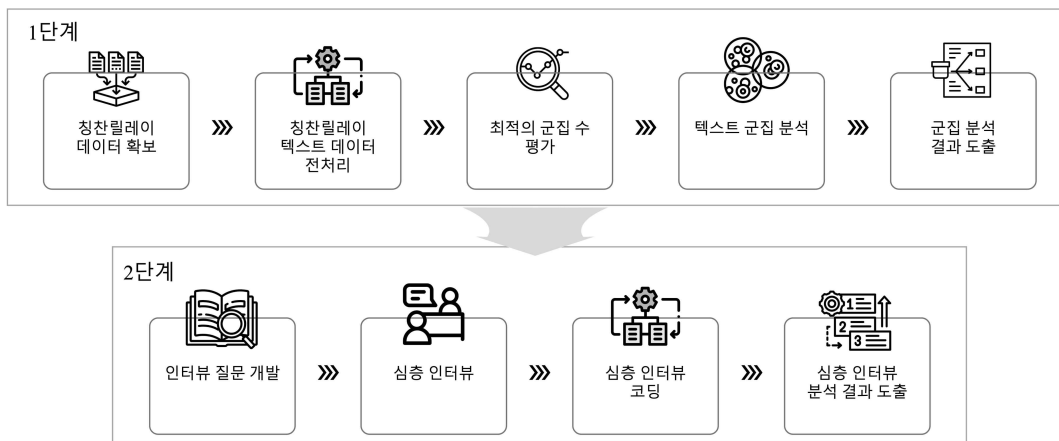 1단계
칭찬릴레이
데이터 확보
칭찬릴레이
텍스트 데이터
전처리
최적의 군집 수
평가
텍스트 군집 분석
군집 분석
결과 도출
2단계
인터뷰 질문 개발
심층 인터뷰
심층 인터뷰
코딩
1
2
3
심층 인터뷰
분석 결과 도출